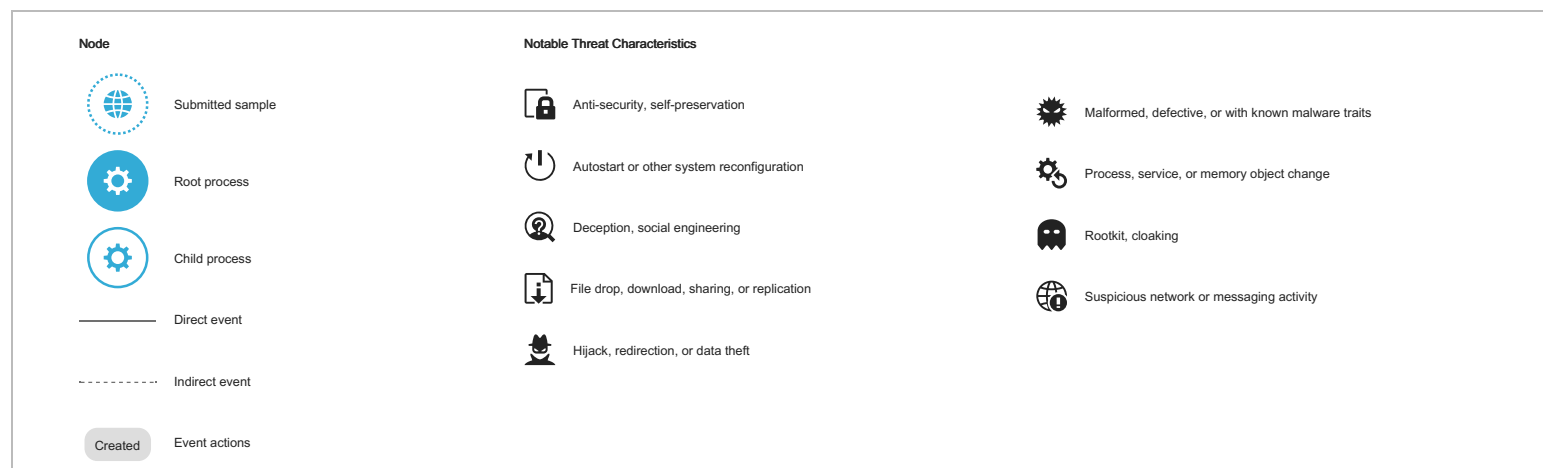 Node
Submitted sample
Root process
Child process
Direct event
Indirect event
Created
Event actions
Notable Threat Characteristics
Anti-security, self-preservation
Autostart or other system reconfiguration
Deception, social engineering
File drop, download, sharing, or replication
Hijack, redirection, or data theft
Malformed, defective, or with known malware traits
Process, service, or memory object change
Rootkit, cloaking
Suspicious network or messaging activity